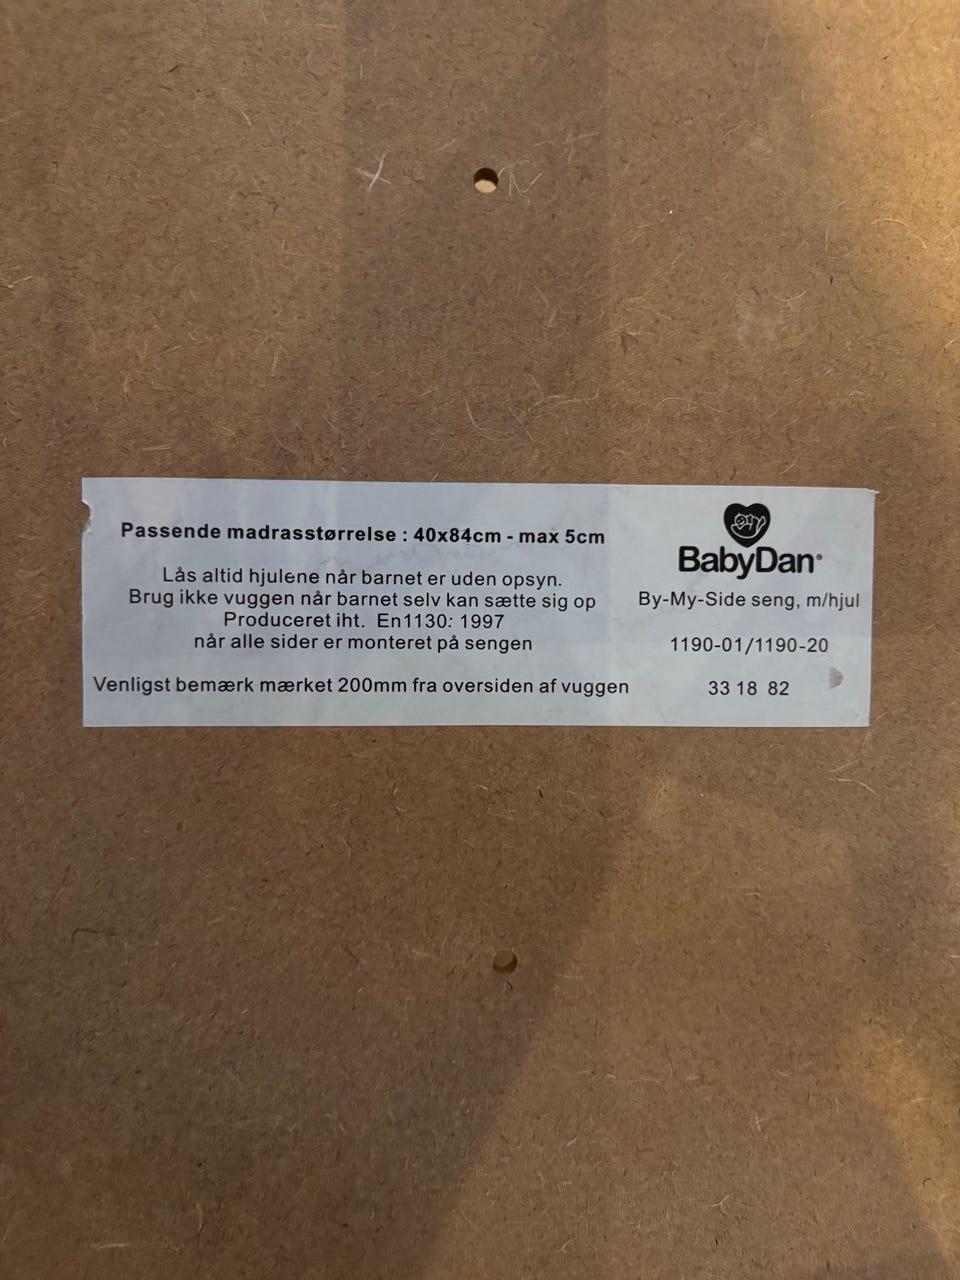 Passende madrasstørrelse : 40x84cm - max 5cm
Lås altid hjulene når barnet er uden opsyn.
Brug ikke vuggen når barnet selv kan sætte sig op
Produceret iht. En1130: 1997
når alle sider er monteret på sengen
Venligst bemærk mærket 200mm fra oversiden af vuggen
BabyDan®
By-My-Side seng, m/hjul
1190-01/1190-20
33 18 82